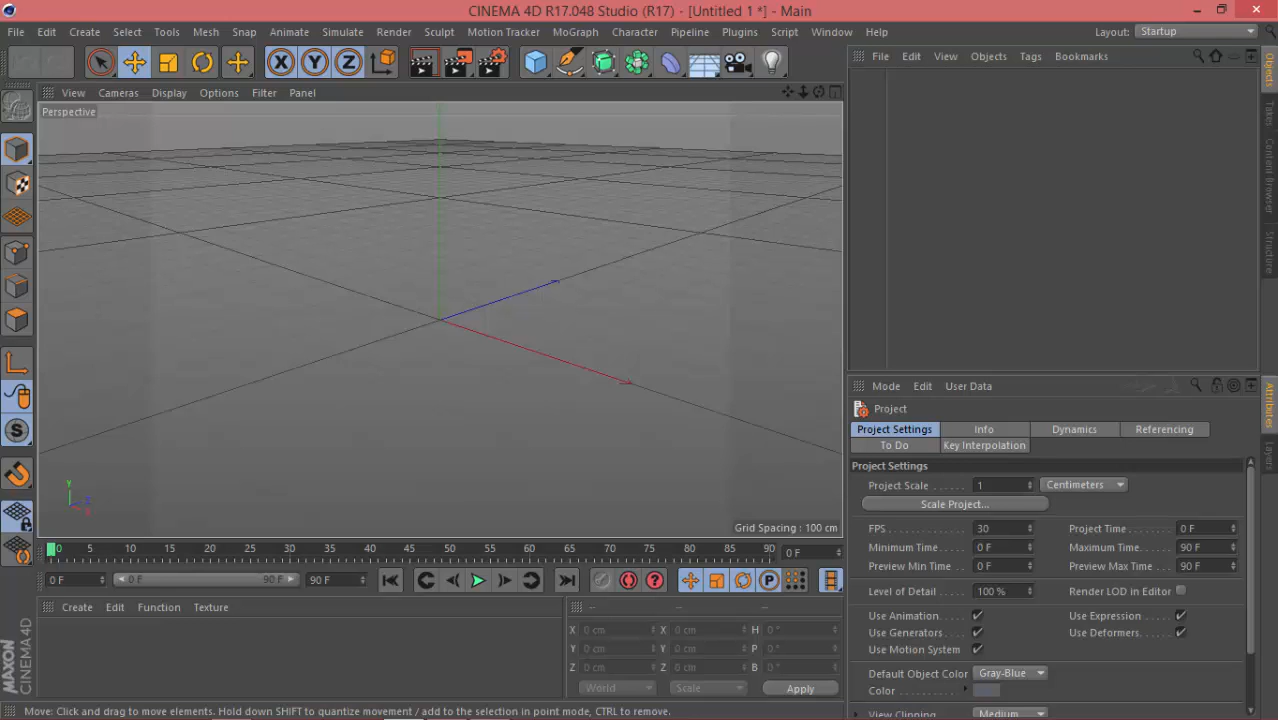 CINEMA 4D R17.048 Studio (R17) - [Untitled 1 *] - Main
File Edit Create Select Tools Mesh Snap Animate Simulate Render Sculpt Motion Tracker MoGraph Character Pipeline Plugins Script Window Help Layout: Startup
X Y Z
File Edit View Objects Tags Bookmarks
View Cameras Display Options Filter Panel
Perspective
Objects
Takes
Content Browser
Structure
Y
Z
X
Grid Spacing : 100 cm
Mode Edit User Data
Project
Project Settings Info Dynamics Referencing
To Do Key Interpolation
Attributes
Layers
Project Settings
Project Scale 1 Centimeters
Scale Project...
FPS 30 Project Time 0 F
Minimum Time 0 F Maximum Time 90 F
Preview Min Time 0 F Preview Max Time 90 F
Level of Detail 100 % Render LOD in Editor
Use Animation Use Expression
Use Generators Use Deformers
Use Motion System
Default Object Color Gray-Blue
Color
View Clipping Medium
S
0 5 10 15 20 25 30 35 40 45 50 55 60 65 70 75 80 85 90 0 F
0 F 0 F 90 F 90 F ? P
Create Edit Function Texture
-- -- --
X 0 cm X 0 cm H 0 °
Y 0 cm Y 0 cm P 0 °
Z 0 cm Z 0 cm B 0 °
World Scale Apply
MAXON
CINEMA 4D
Move: Click and drag to move elements. Hold down SHIFT to quantize movement / add to the selection in point mode, CTRL to remove.